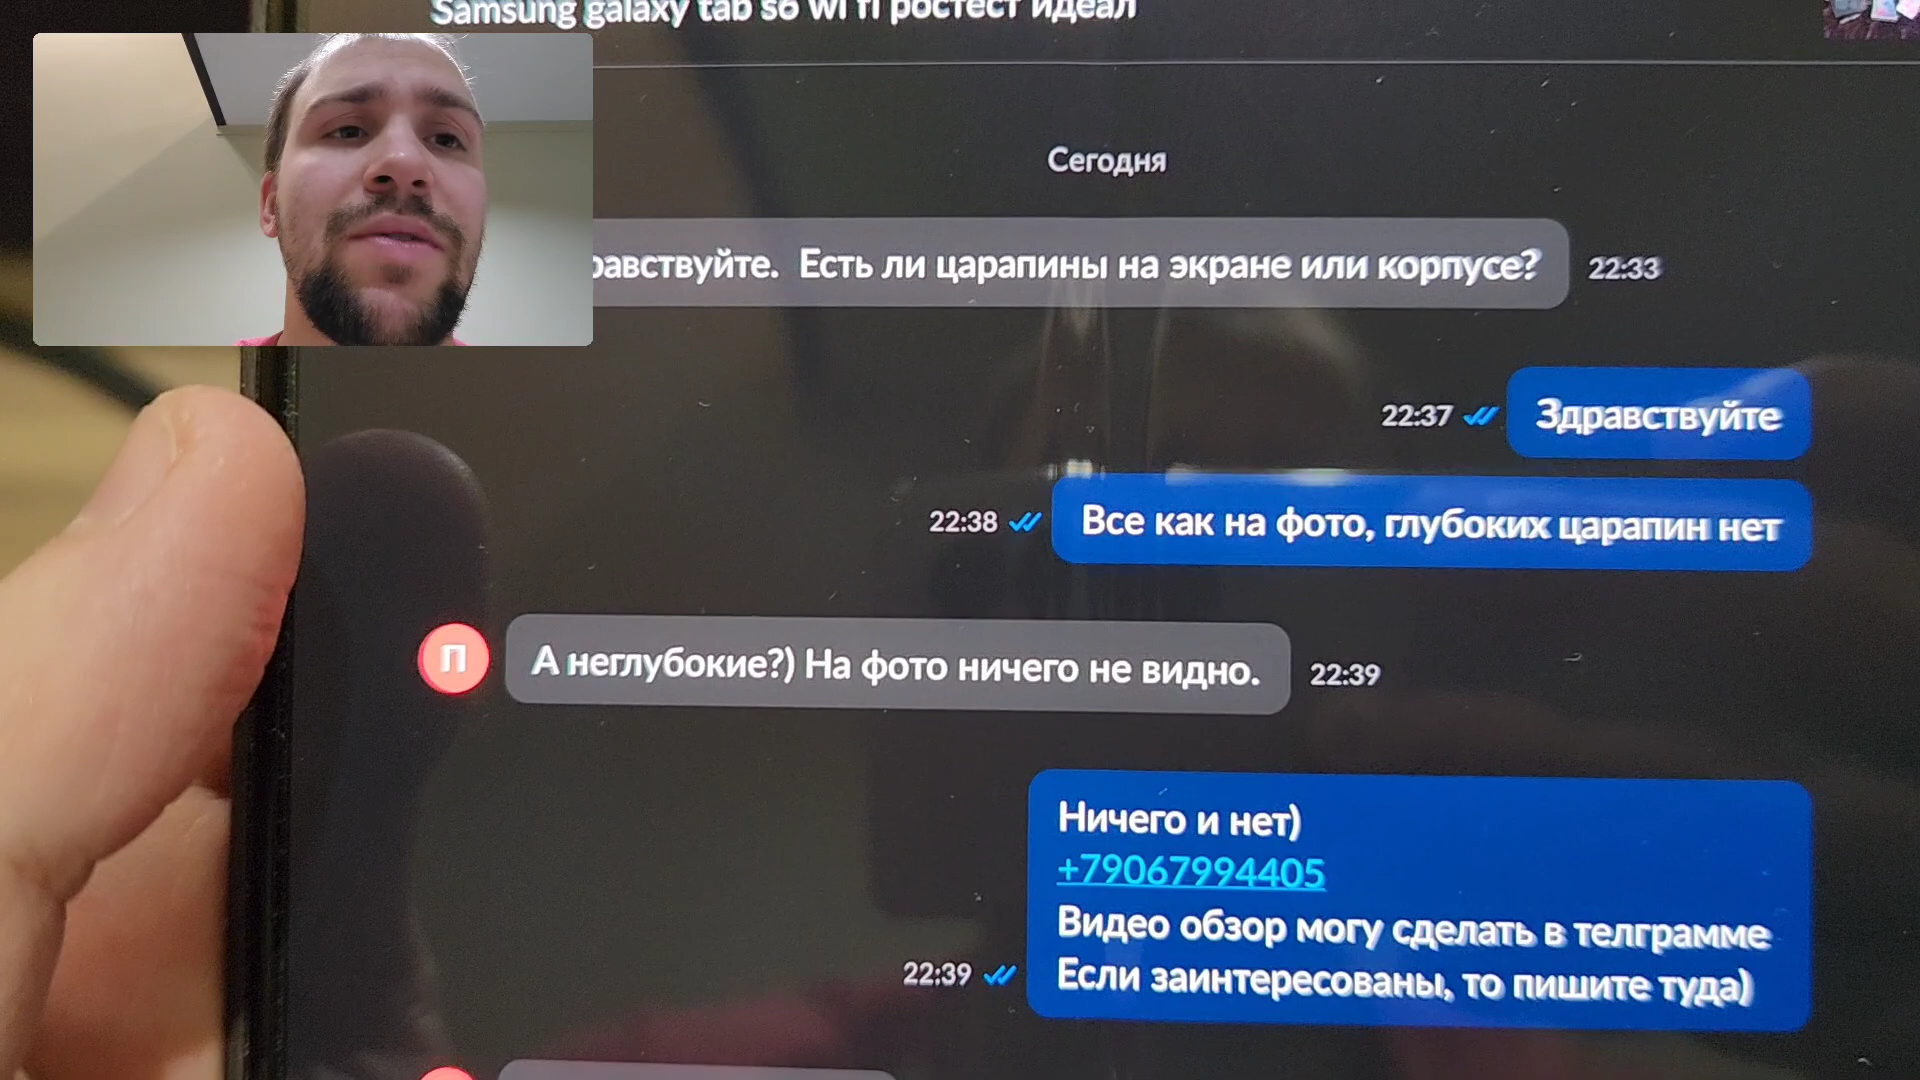 Samsung galaxy tab s6 wi fi ростест идеал
Сегодня
Есть ли царапины на экране или корпусе?
22:33
22:37
Здравствуйте
22:38
Все как на фото, глубоких царапин нет
П
А неглубокие?) На фото ничего не видно.
22:39
Ничего и нет)
+79067994405
Видео обзор могу сделать в телграмме
Если заинтересованы, то пишите туда)
22:39